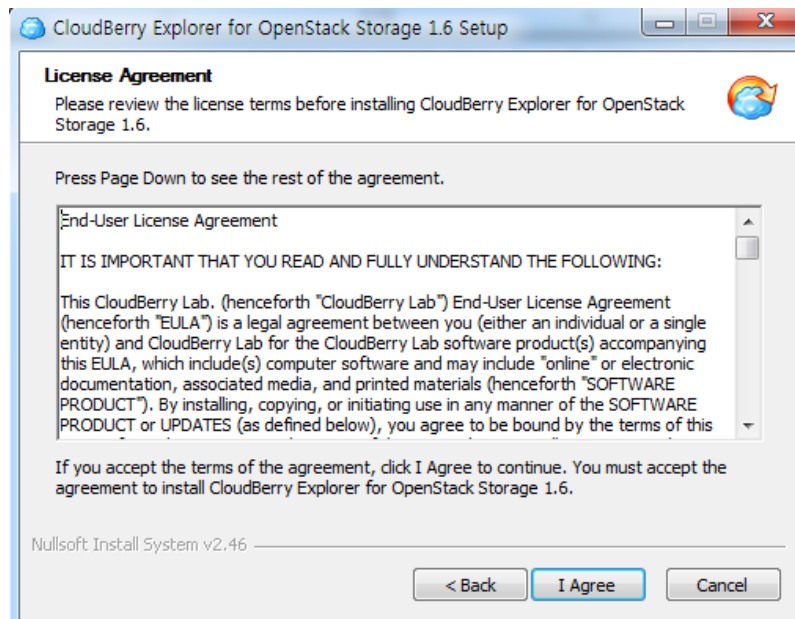 CloudBerry Explorer for OpenStack Storage 1.6 Setup
License Agreement
Please review the license terms before installing CloudBerry Explorer for OpenStack
Storage 1.6.
Press Page Down to see the rest of the agreement.
End-User License Agreement
IT IS IMPORTANT THAT YOU READ AND FULLY UNDERSTAND THE FOLLOWING:
This CloudBerry Lab. (henceforth "CloudBerry Lab") End-User License Agreement
(henceforth "EULA") is a legal agreement between you (either an individual or a single
entity) and CloudBerry Lab for the CloudBerry Lab software product(s) accompanying
this EULA, which include(s) computer software and may include "online" or electronic
documentation, associated media, and printed materials (henceforth "SOFTWARE
PRODUCT"). By installing, copying, or initiating use in any manner of the SOFTWARE
PRODUCT or UPDATES (as defined below), you agree to be bound by the terms of this
If you accept the terms of the agreement, click I Agree to continue. You must accept the
agreement to install CloudBerry Explorer for OpenStack Storage 1.6.
Nullsoft Install System v2.46
< Back I Agree Cancel